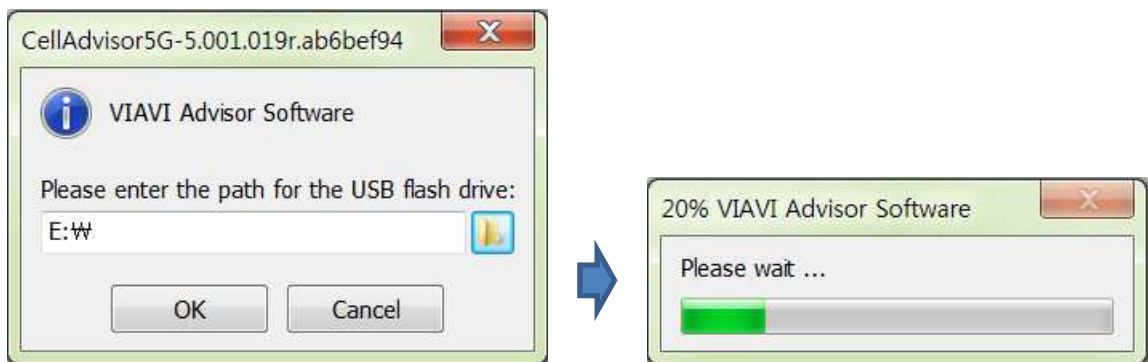 CellAdvisor5G-5.001.019r.ab6bef94
VIAVI Advisor Software
Please enter the path for the USB flash drive:
E:₩
OK
Cancel
20% VIAVI Advisor Software
Please wait ...